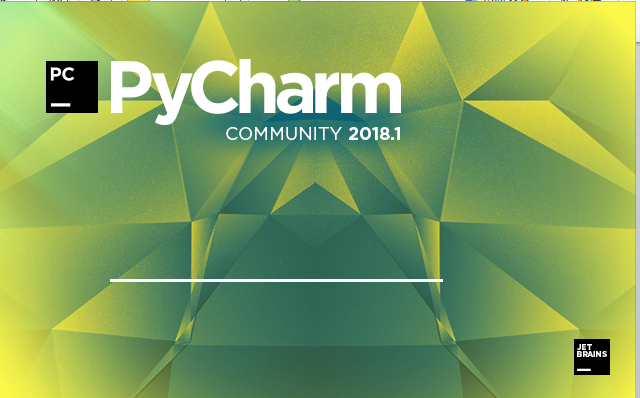 PC
PyCharm
COMMUNITY 2018.1
JET
BRAINS